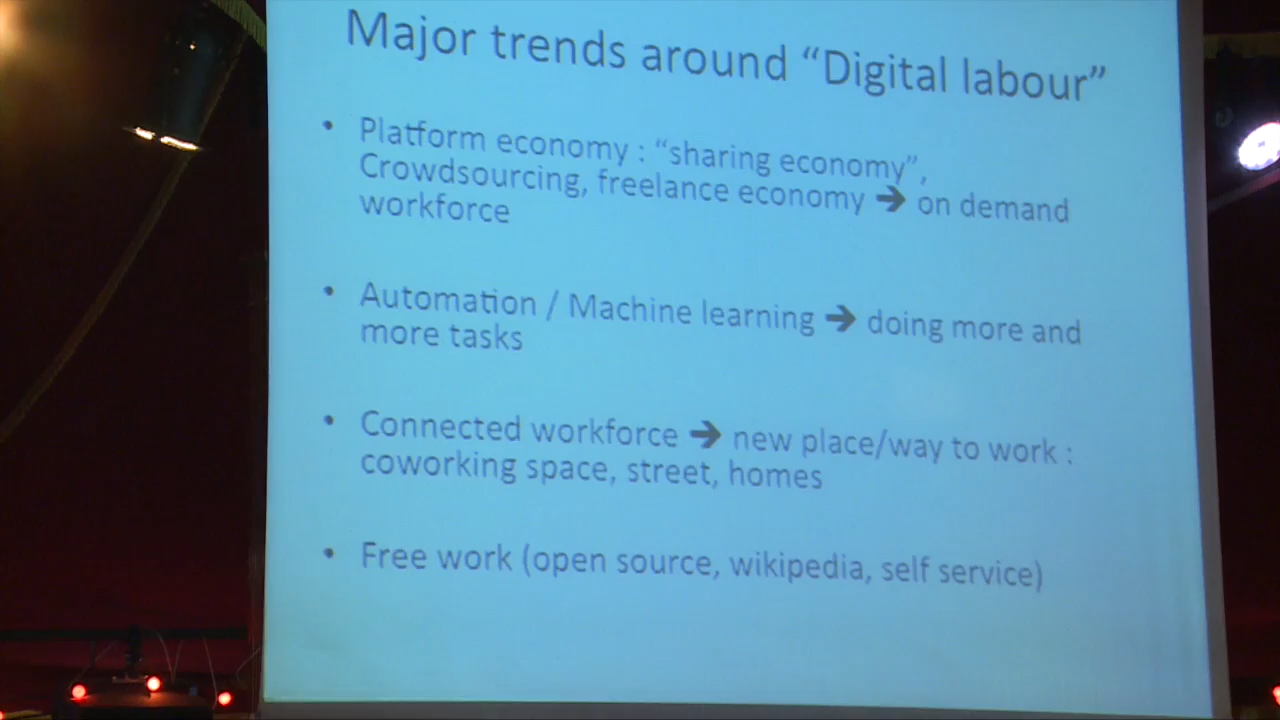 Major trends around “Digital labour”
• Platform economy : “sharing economy”,
Crowdsourcing, freelance economy ➔ on demand
workforce
• Automation / Machine learning ➔ doing more and
more tasks
• Connected workforce ➔ new place/way to work :
coworking space, street, homes
• Free work (open source, wikipedia, self service)